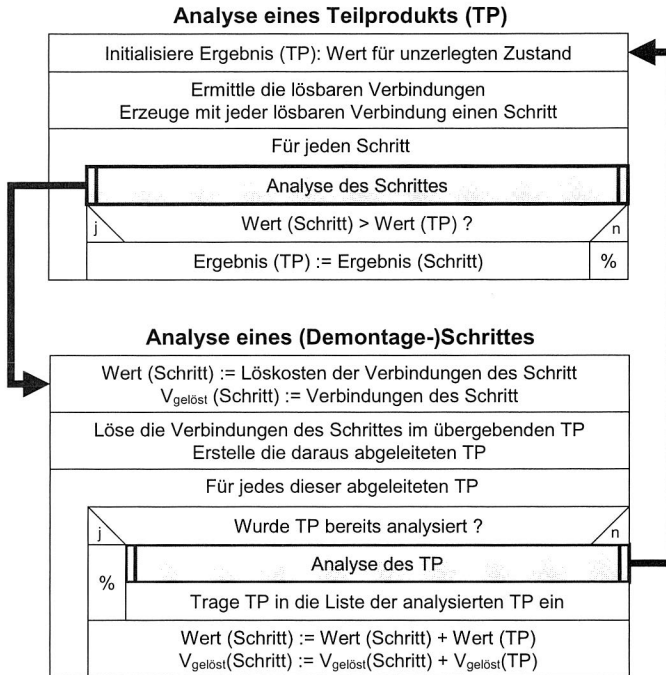 Analyse eines Teilprodukts (TP)
Initialisiere Ergebnis (TP): Wert für unzerlegten Zustand
Ermittle die lösbaren Verbindungen
Erzeuge mit jeder lösbaren Verbindung einen Schritt
Für jeden Schritt
Analyse des Schrittes
j Wert (Schritt) > Wert (TP) ? n
Ergebnis (TP) := Ergebnis (Schritt) %
Analyse eines (Demontage-)Schrittes
Wert (Schritt) := Löskosten der Verbindungen des Schritt
Vgelöst (Schritt) := Verbindungen des Schritt
Löse die Verbindungen des Schrittes im übergebenden TP
Erstelle die daraus abgeleiteten TP
Für jedes dieser abgeleiteten TP
j Wurde TP bereits analysiert ? n
% Analyse des TP
Trage TP in die Liste der analysierten TP ein
Wert (Schritt) := Wert (Schritt) + Wert (TP)
Vgelöst(Schritt) := Vgelöst(Schritt) + Vgelöst(TP)